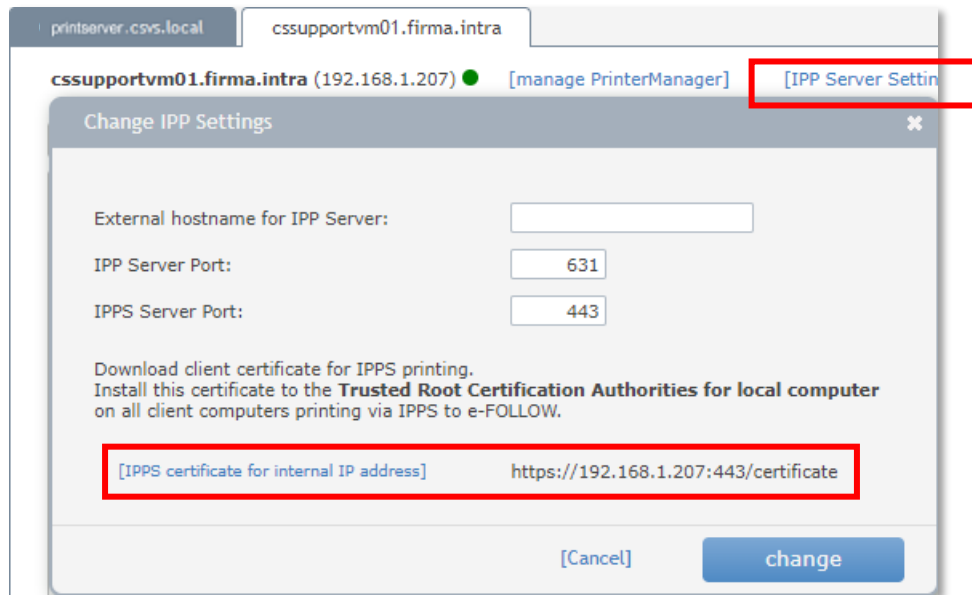 printserver.csvs.local cssupportvm01.firma.intra
cssupportvm01.firma.intra (192.168.1.207) [manage PrinterManager] [IPP Server Settin
Change IPP Settings
External hostname for IPP Server:
IPP Server Port: 631
IPPS Server Port: 443
Download client certificate for IPPS printing.
Install this certificate to the Trusted Root Certification Authorities for local computer
on all client computers printing via IPPS to e-FOLLOW.
[IPPS certificate for internal IP address] https://192.168.1.207:443/certificate
[Cancel] change